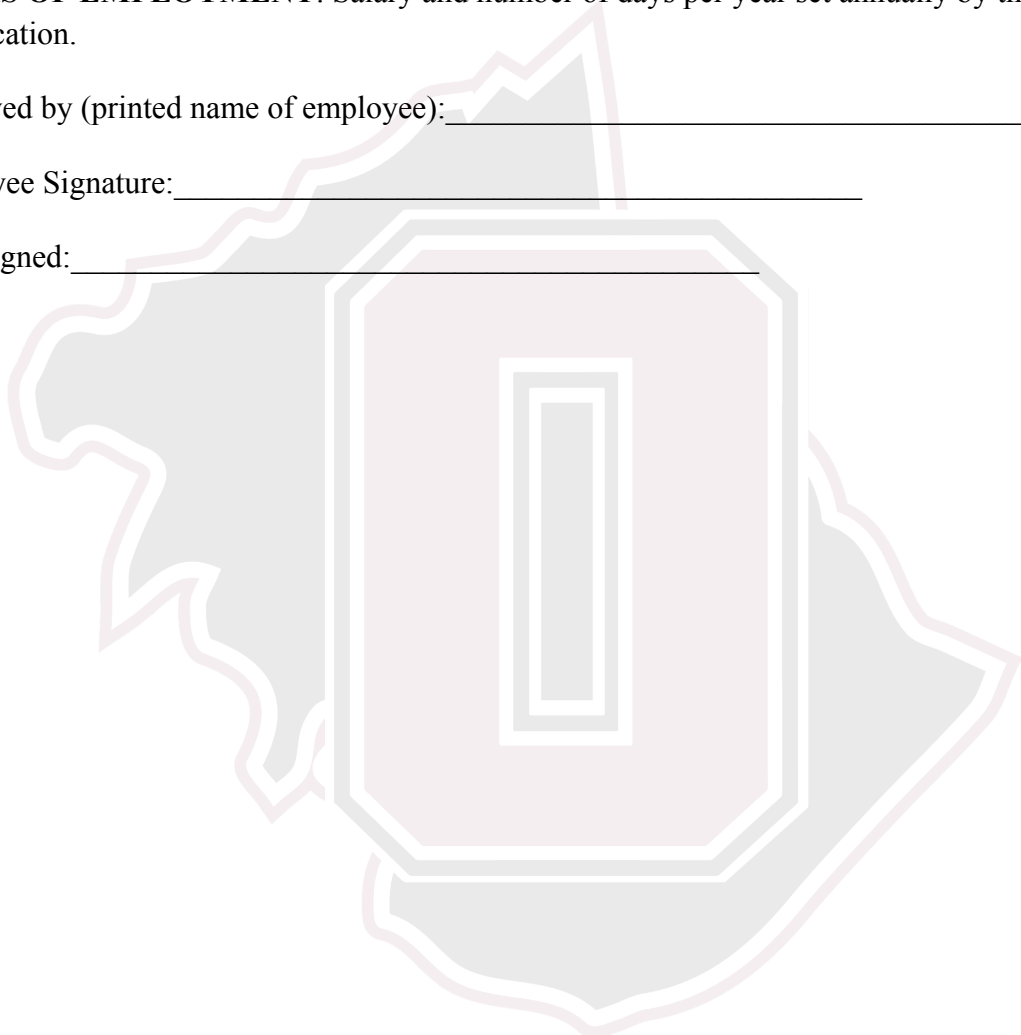 S OF EMPLOYMENT: Salary and number of days per year set annually by th
cation.
ved by (printed name of employee):
yee Signature:
gned:
O